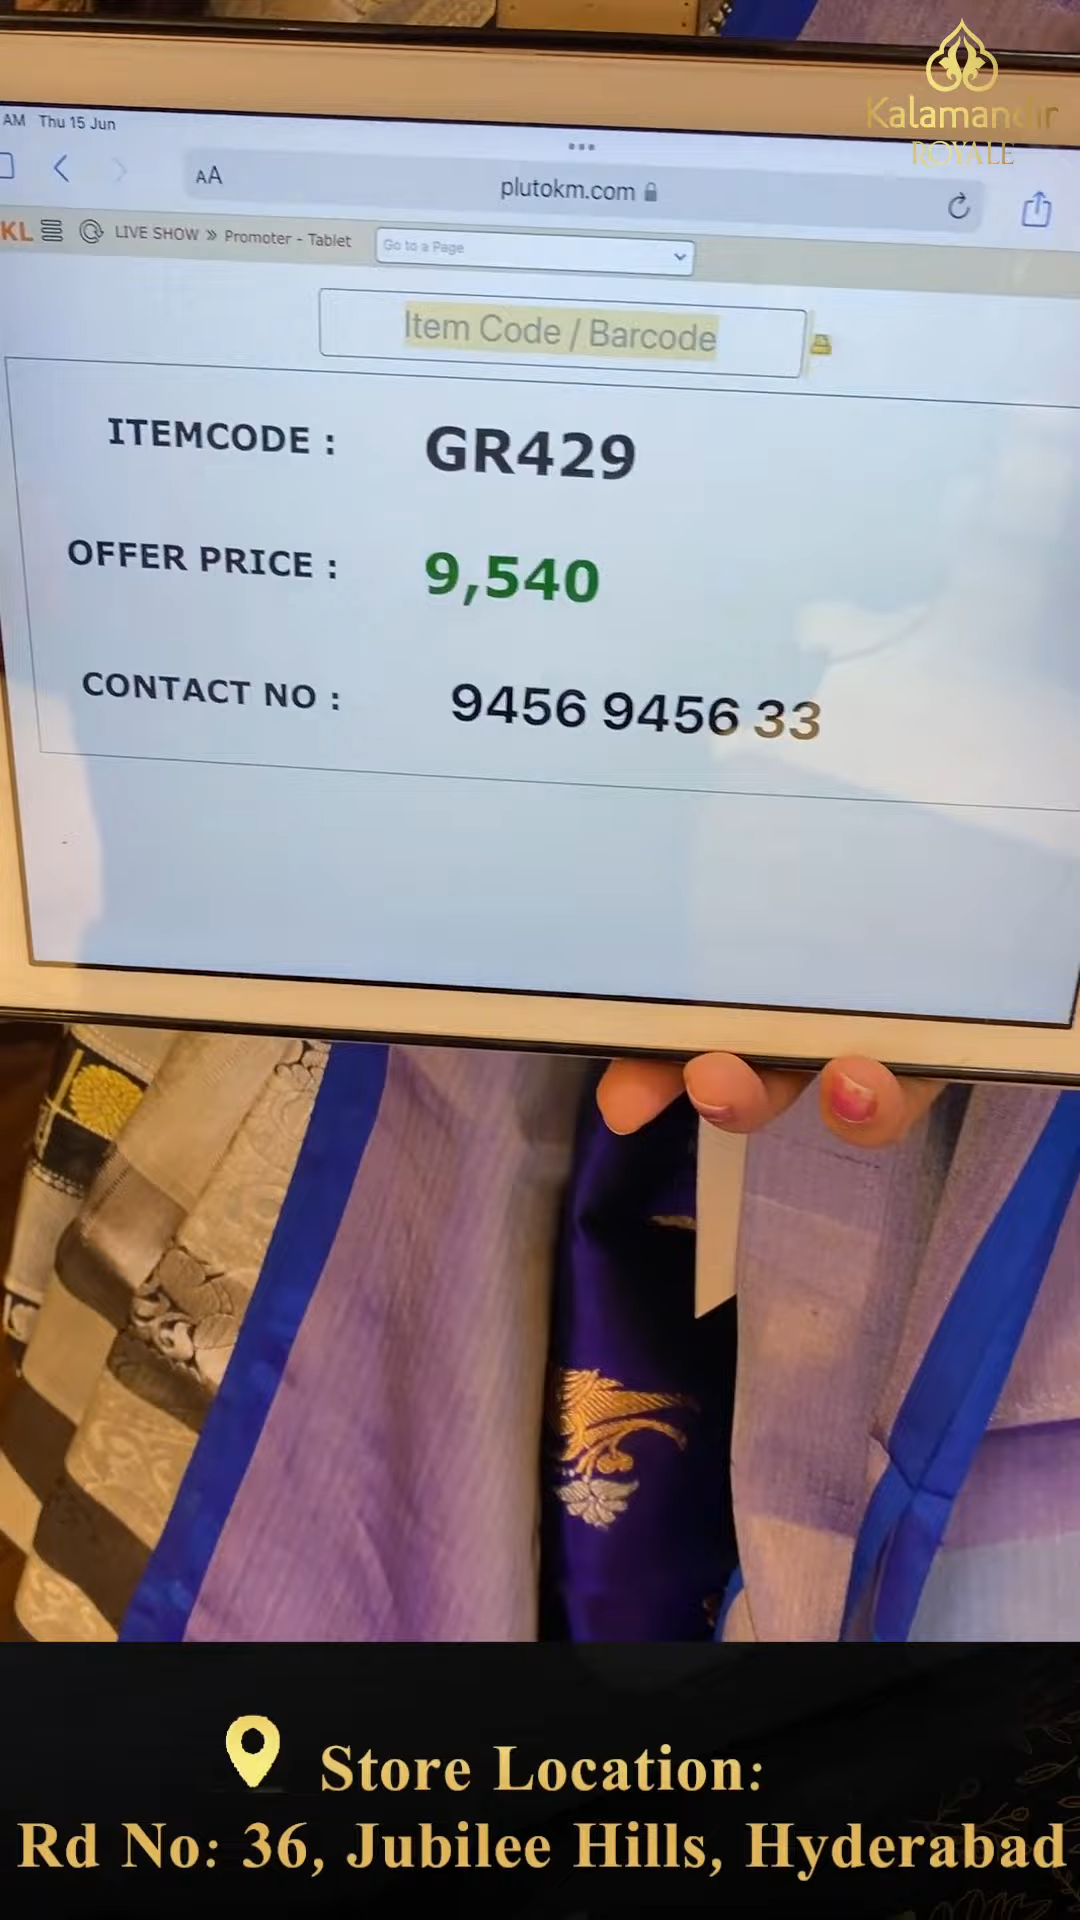 Kalamandir
ROYALE
AM Thu 15 Jun
AA
plutokm.com
KL
LIVE SHOW » Promoter - Tablet
Go to a Page
Item Code / Barcode
ITEMCODE : GR429
OFFER PRICE : 9,540
CONTACT NO : 9456 9456 33
Store Location:
Rd No: 36, Jubilee Hills, Hyderabad